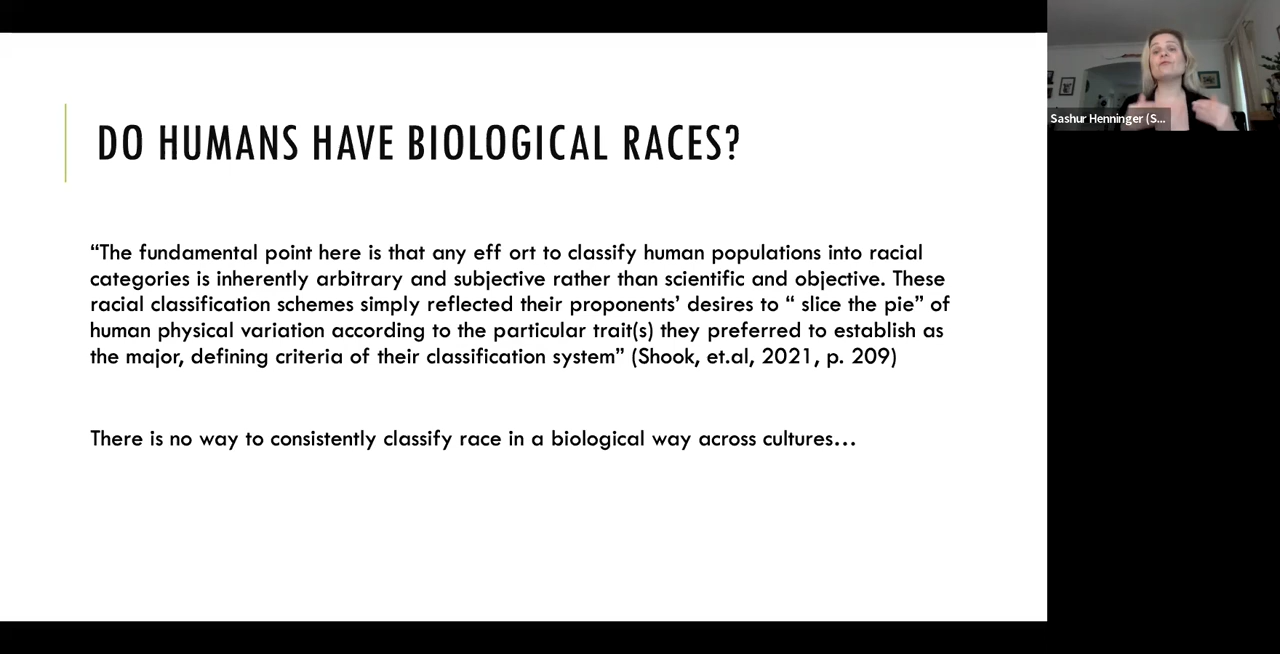 DO HUMANS HAVE BIOLOGICAL RACES?
“The fundamental point here is that any eff ort to classify human populations into racial
categories is inherently arbitrary and subjective rather than scientific and objective. These
racial classification schemes simply reflected their proponents’ desires to “ slice the pie” of
human physical variation according to the particular trait(s) they preferred to establish as
the major, defining criteria of their classification system” (Shook, et.al, 2021, p. 209)
There is no way to consistently classify race in a biological way across cultures…
Sashur Henninger (S...